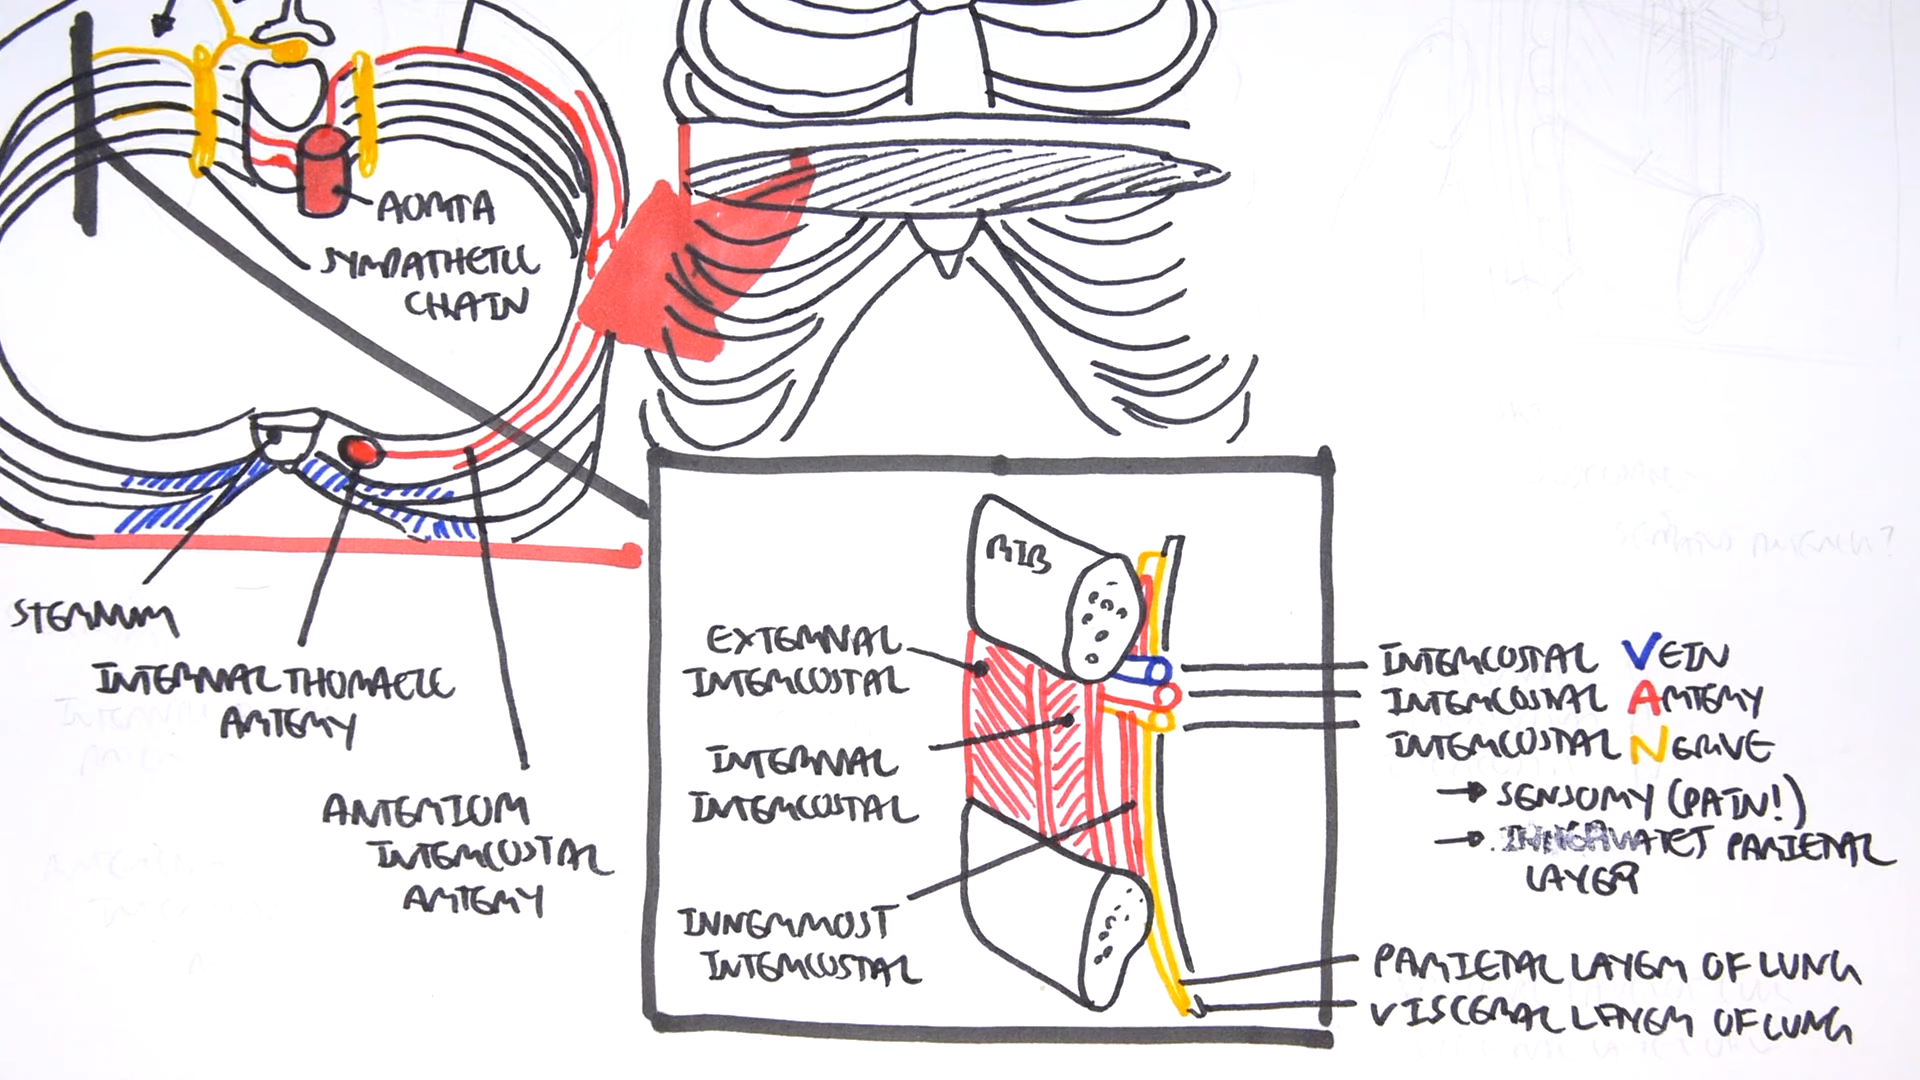 AORTA
SYMPATHETIC
CHAIN
STERNUM
INTERNAL THORACIC
ARTERY
ANTERIOR
INTERCOSTAL
ARTERY
RIB
EXTERNAL
INTERCOSTAL
INTERNAL
INTERCOSTAL
INNERMOST
INTERCOSTAL
INTERCOSTAL VEIN
INTERCOSTAL ARTERY
INTERCOSTAL NERVE
→ SENSORY (PAIN!)
→ INNERVATES PARIETAL
LAYER
PARIETAL LAYER OF LUNG
VISCERAL LAYER OF LUNG